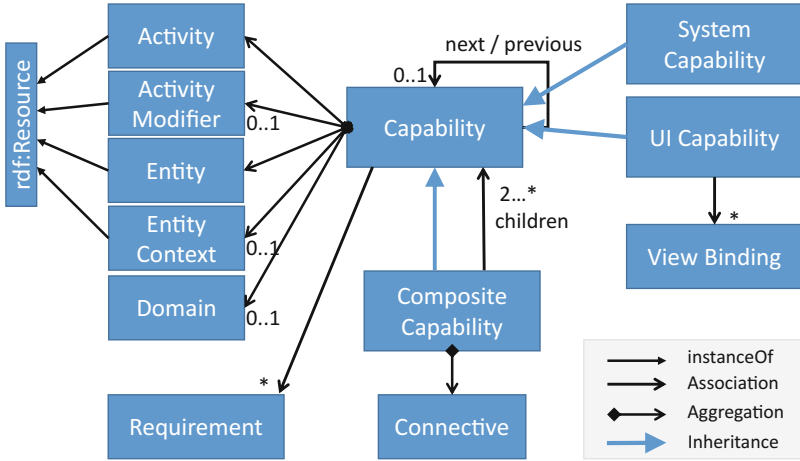 rdf:Resource
Activity
Activity
Modifier
0..1
Entity
Entity
Context
0..1
Domain
0..1
next / previous
0..1
Capability
System
Capability
UI Capability
*
View Binding
2...*
children
Composite
Capability
*
Requirement
Connective
instanceOf
Association
Aggregation
Inheritance